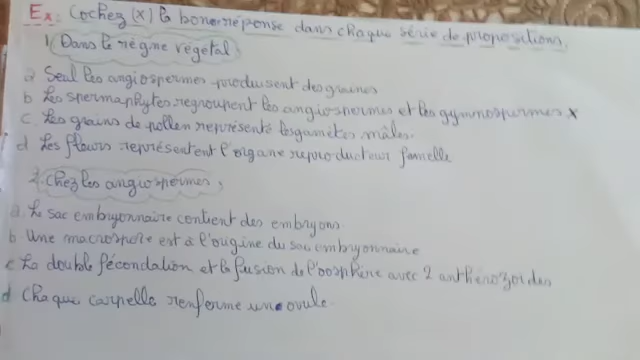 Ex: Cochez (x) la bonne réponse dans chaque série de propositions.
1) Dans le règne végétal
a Seul les angiospermes produisent des graines
b Les spermaphytes regroupent les angiospermes et les gymnospermes x
c. Les grains de pollen représente les gamètes mâles.
d Les fleurs représentent l'organe reproducteur femelle
2. Chez les angiospermes,
a. Le sac embryonnaire contient des embryons
b Une macrospore est à l'origine du sac embryonnaire
c La double fécondation et la fusion de l'oosphère avec 2 anthérozoïdes
d Chaque carpelle renferme un ovule.